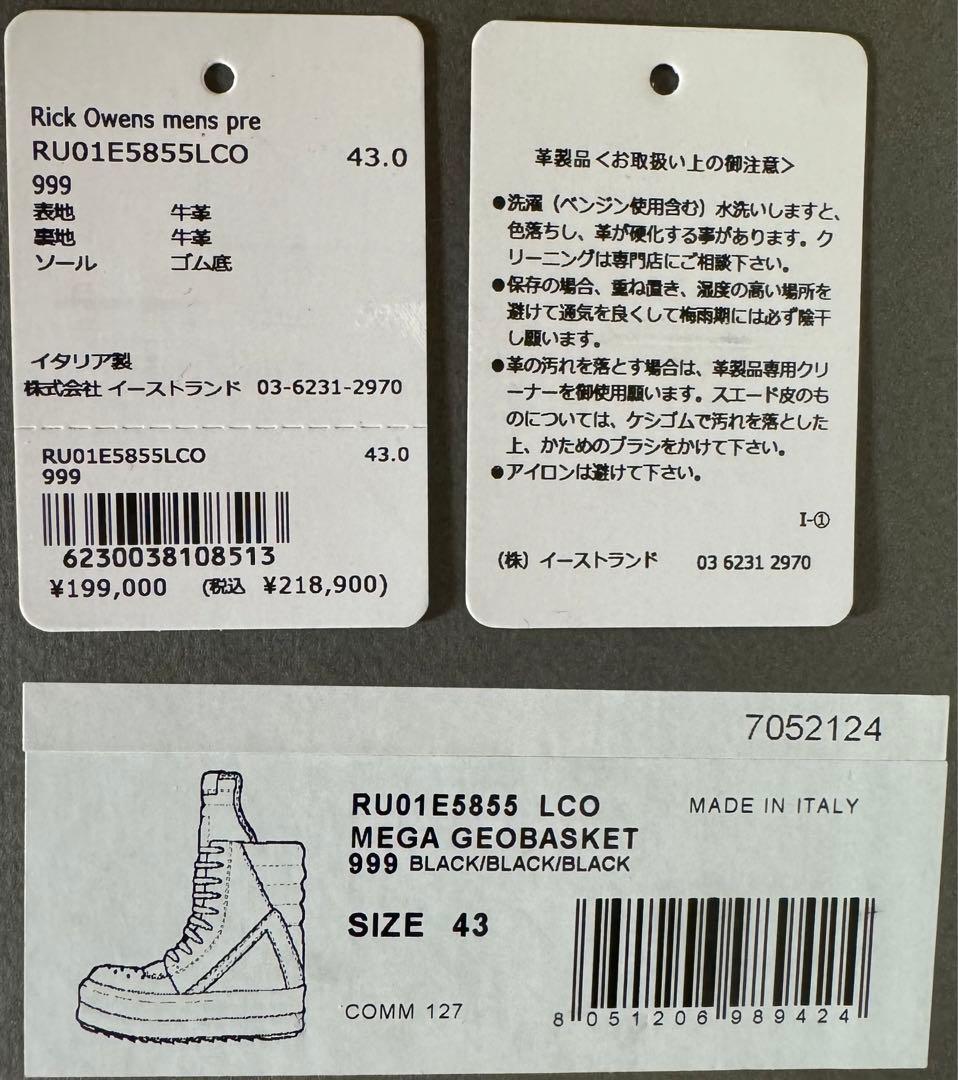 Rick Owens mens pre
RU01E5855LCO 43.0
999
表地 牛革
裏地 牛革
ソール ゴム底
イタリア製
株式会社 イーストランド 03-6231-2970
RU01E5855LCO 43.0
999
6230038108513
¥199,000 (税込 ¥218,900)
革製品<お取扱い上の御注意>
●洗濯(ベンジン使用含む)水洗いしますと、
色落ちし、革が硬化する事があります。ク
リーニングは専門店にご相談下さい。
●保存の場合、重ね置き、湿度の高い場所を
避けて通気を良くして梅雨期には必ず陰干
し願います。
●革の汚れを落とす場合は、革製品専用クリ
ーナーを御使用願います。スエード皮のも
のについては、ケシゴムで汚れを落とした
上、かためのブラシをかけて下さい。
●アイロンは避けて下さい。
I-①
(株) イーストランド 03 6231 2970
7052124
RU01E5855 LCO MADE IN ITALY
MEGA GEOBASKET
999 BLACK/BLACK/BLACK
SIZE 43
COMM 127
8 051206 989424